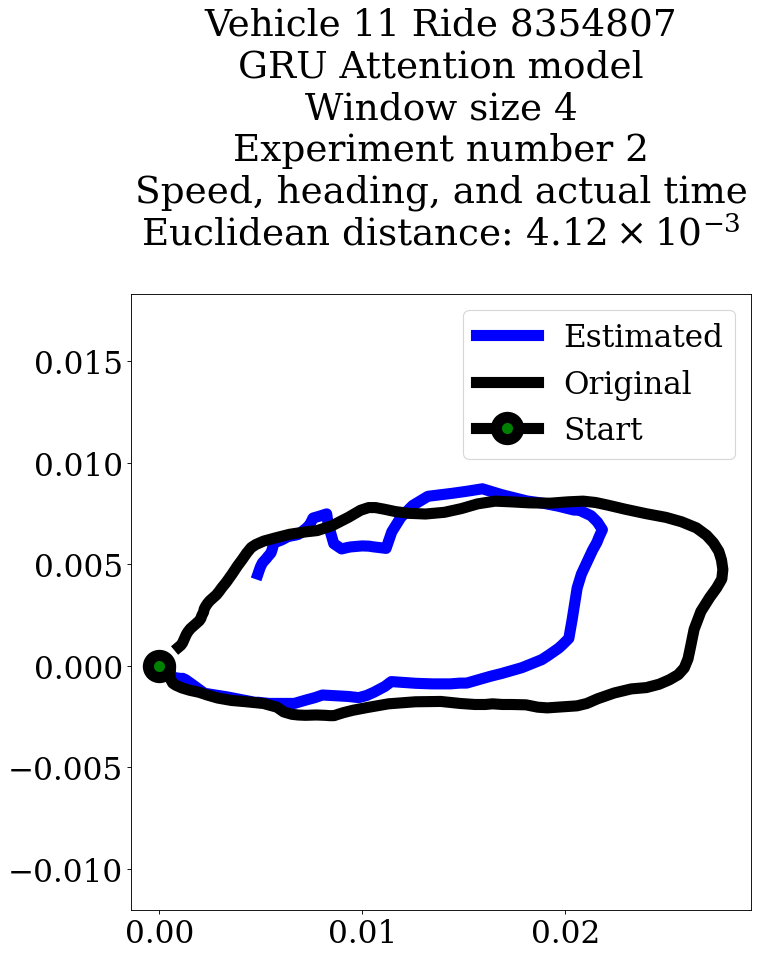 Vehicle 11 Ride 8354807
GRU Attention model
Window size 4
Experiment number 2
Speed, heading, and actual time
Euclidean distance: 4.12 × 10⁻³
Estimated
Original
Start
0.015
0.010
0.005
0.000
−0.005
−0.010
0.00 0.01 0.02